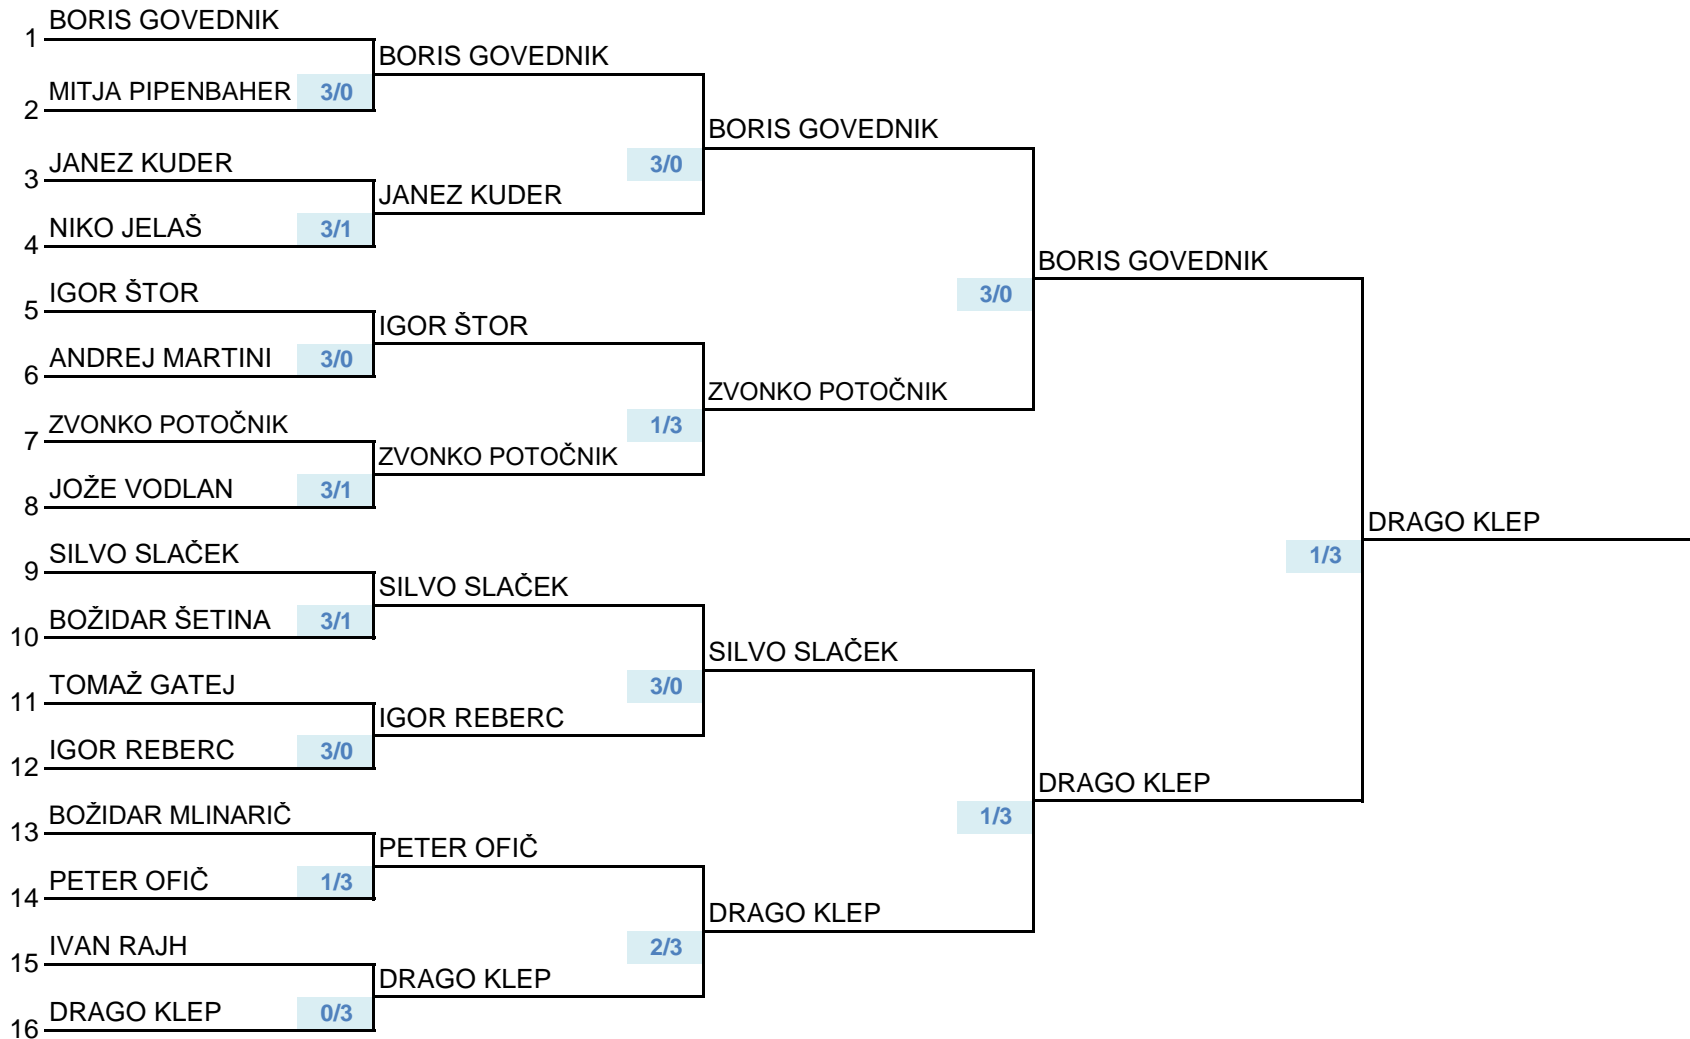 BORIS GOVEDNIK
1
BORIS GOVEDNIK
MITJA PIPENBAHER 3/0
2
BORIS GOVEDNIK
JANEZ KUDER
3/0
3
JANEZ KUDER
NIKO JELAŠ 3/1
4
BORIS GOVEDNIK
IGOR ŠTOR
3/0
5
IGOR ŠTOR
ANDREJ MARTINI 3/0
6
ZVONKO POTOČNIK
ZVONKO POTOČNIK
1/3
7
ZVONKO POTOČNIK
JOŽE VODLAN 3/1
8
DRAGO KLEP
SILVO SLAČEK
1/3
9
SILVO SLAČEK
BOŽIDAR ŠETINA 3/1
10
SILVO SLAČEK
TOMAŽ GATEJ
3/0
11
IGOR REBERC
IGOR REBERC 3/0
12
DRAGO KLEP
BOŽIDAR MLINARIČ
1/3
13
PETER OFIČ
PETER OFIČ 1/3
14
DRAGO KLEP
IVAN RAJH
2/3
15
DRAGO KLEP
DRAGO KLEP 0/3
16